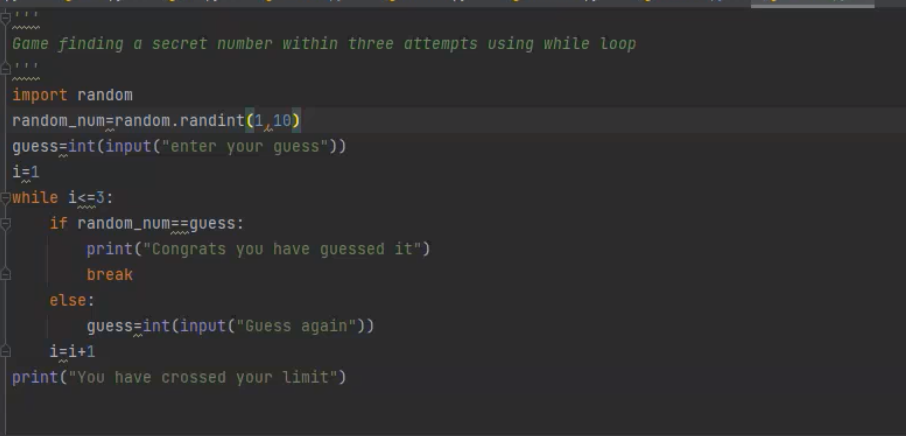 '''
Game finding a secret number within three attempts using while loop
'''
import random
random_num=random.randint(1,10)
guess=int(input("enter your guess"))
i=1
while i<=3:
    if random_num==guess:
        print("Congrats you have guessed it")
        break
    else:
        guess=int(input("Guess again"))
    i=i+1
print("You have crossed your limit")